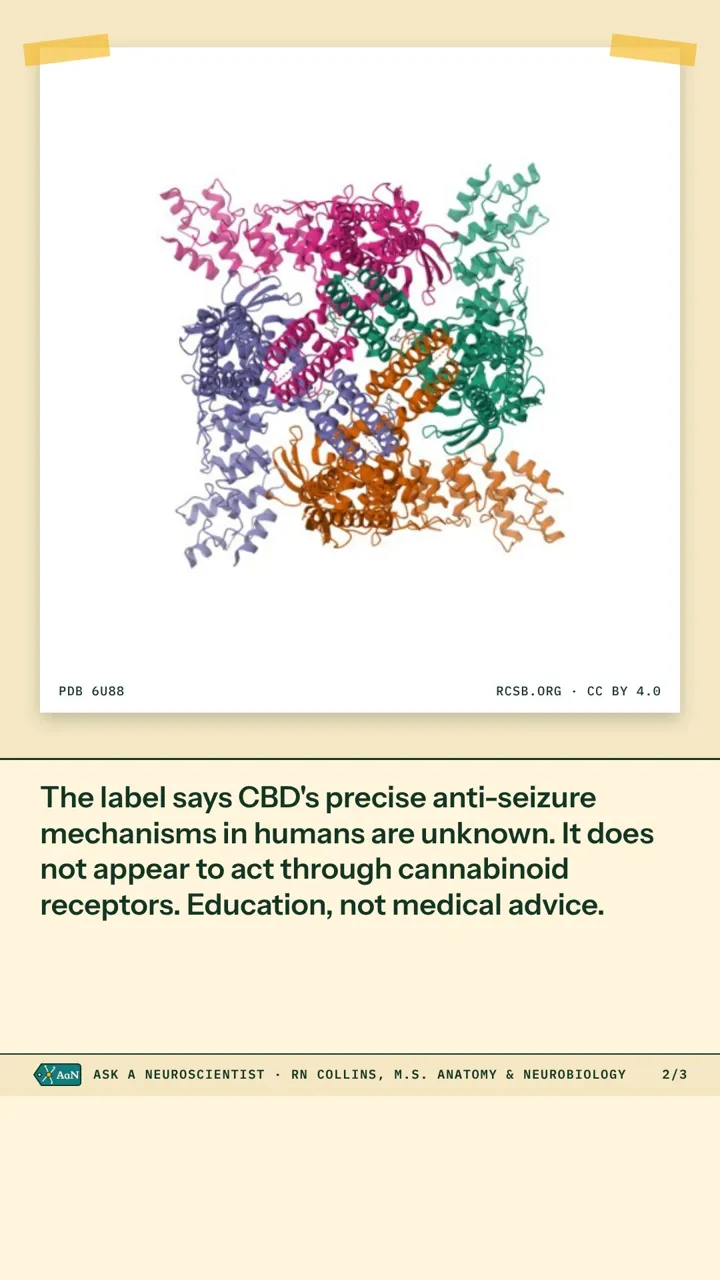 PDB 6U88
RCSB.ORG · CC BY 4.0
The label says CBD's precise anti-seizure
mechanisms in humans are unknown. It does
not appear to act through cannabinoid
receptors. Education, not medical advice.
AaN
ASK A NEUROSCIENTIST · RN COLLINS, M.S. ANATOMY & NEUROBIOLOGY
2/3